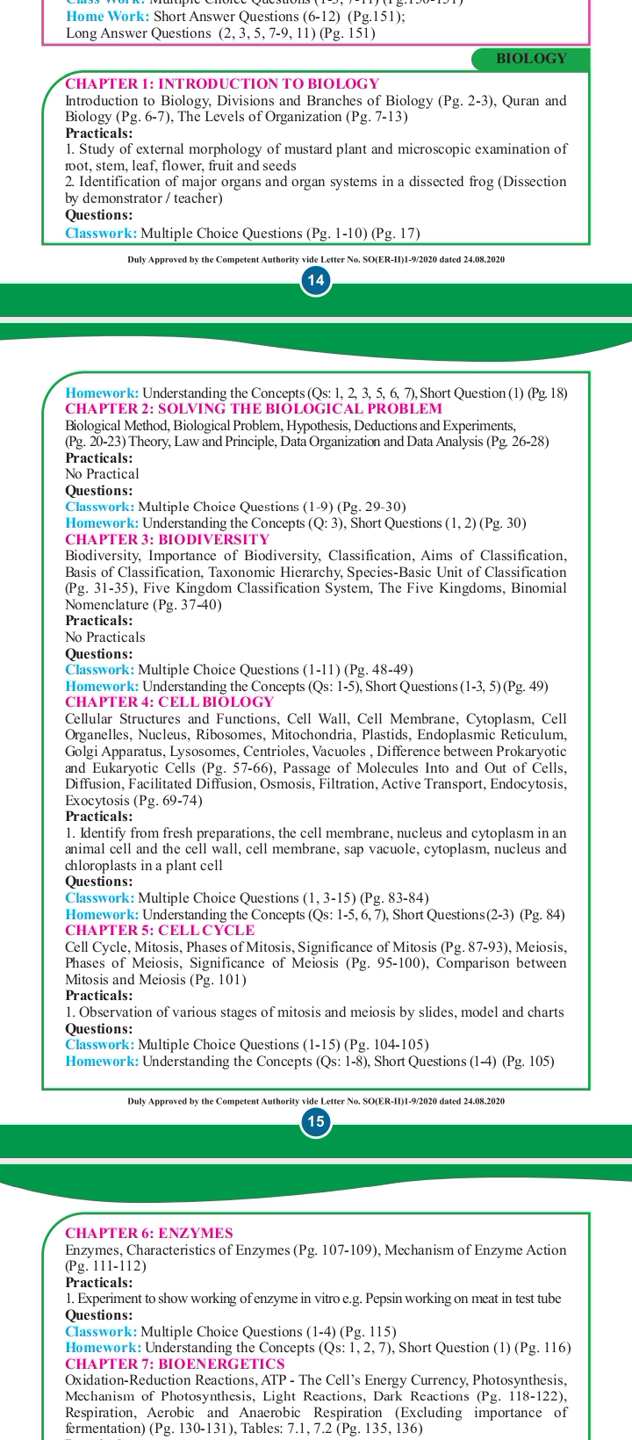 Home Work: Short Answer Questions (6-12) (Pg.151);
Long Answer Questions (2, 3, 5, 7-9, 11) (Pg. 151)
BIOLOGY
CHAPTER 1: INTRODUCTION TO BIOLOGY
Introduction to Biology, Divisions and Branches of Biology (Pg. 2-3), Quran and
Biology (Pg. 6-7), The Levels of Organization (Pg. 7-13)
Practicals:
1. Study of external morphology of mustard plant and microscopic examination of
root, stem, leaf, flower, fruit and seeds
2. Identification of major organs and organ systems in a dissected frog (Dissection
by demonstrator / teacher)
Questions:
Classwork: Multiple Choice Questions (Pg. 1-10) (Pg. 17)
Duly Approved by the Competent Authority vide Letter No. SO(ER-II)1-9/2020 dated 24.08.2020
14
Homework: Understanding the Concepts (Qs: 1, 2, 3, 5, 6, 7), Short Question (1) (Pg. 18)
CHAPTER 2: SOLVING THE BIOLOGICAL PROBLEM
Biological Method, Biological Problem, Hypothesis, Deductions and Experiments,
(Pg. 20-23) Theory, Law and Principle, Data Organization and Data Analysis (Pg. 26-28)
Practicals:
No Practical
Questions:
Classwork: Multiple Choice Questions (1-9) (Pg. 29-30)
Homework: Understanding the Concepts (Q: 3), Short Questions (1, 2) (Pg. 30)
CHAPTER 3: BIODIVERSITY
Biodiversity, Importance of Biodiversity, Classification, Aims of Classification,
Basis of Classification, Taxonomic Hierarchy, Species-Basic Unit of Classification
(Pg. 31-35), Five Kingdom Classification System, The Five Kingdoms, Binomial
Nomenclature (Pg. 37-40)
Practicals:
No Practicals
Questions:
Classwork: Multiple Choice Questions (1-11) (Pg. 48-49)
Homework: Understanding the Concepts (Qs: 1-5), Short Questions (1-3, 5) (Pg. 49)
CHAPTER 4: CELL BIOLOGY
Cellular Structures and Functions, Cell Wall, Cell Membrane, Cytoplasm, Cell
Organelles, Nucleus, Ribosomes, Mitochondria, Plastids, Endoplasmic Reticulum,
Golgi Apparatus, Lysosomes, Centrioles, Vacuoles , Difference between Prokaryotic
and Eukaryotic Cells (Pg. 57-66), Passage of Molecules Into and Out of Cells,
Diffusion, Facilitated Diffusion, Osmosis, Filtration, Active Transport, Endocytosis,
Exocytosis (Pg. 69-74)
Practicals:
1. Identify from fresh preparations, the cell membrane, nucleus and cytoplasm in an
animal cell and the cell wall, cell membrane, sap vacuole, cytoplasm, nucleus and
chloroplasts in a plant cell
Questions:
Classwork: Multiple Choice Questions (1, 3-15) (Pg. 83-84)
Homework: Understanding the Concepts (Qs: 1-5, 6, 7), Short Questions (2-3) (Pg. 84)
CHAPTER 5: CELL CYCLE
Cell Cycle, Mitosis, Phases of Mitosis, Significance of Mitosis (Pg. 87-93), Meiosis,
Phases of Meiosis, Significance of Meiosis (Pg. 95-100), Comparison between
Mitosis and Meiosis (Pg. 101)
Practicals:
1. Observation of various stages of mitosis and meiosis by slides, model and charts
Questions:
Classwork: Multiple Choice Questions (1-15) (Pg. 104-105)
Homework: Understanding the Concepts (Qs: 1-8), Short Questions (1-4) (Pg. 105)
Duly Approved by the Competent Authority vide Letter No. SO(ER-II)1-9/2020 dated 24.08.2020
15
CHAPTER 6: ENZYMES
Enzymes, Characteristics of Enzymes (Pg. 107-109), Mechanism of Enzyme Action
(Pg. 111-112)
Practicals:
1. Experiment to show working of enzyme in vitro e.g. Pepsin working on meat in test tube
Questions:
Classwork: Multiple Choice Questions (1-4) (Pg. 115)
Homework: Understanding the Concepts (Qs: 1, 2, 7), Short Question (1) (Pg. 116)
CHAPTER 7: BIOENERGETICS
Oxidation-Reduction Reactions, ATP - The Cell's Energy Currency, Photosynthesis,
Mechanism of Photosynthesis, Light Reactions, Dark Reactions (Pg. 118-122),
Respiration, Aerobic and Anaerobic Respiration (Excluding importance of
fermentation) (Pg. 130-131), Tables: 7.1, 7.2 (Pg. 135, 136)